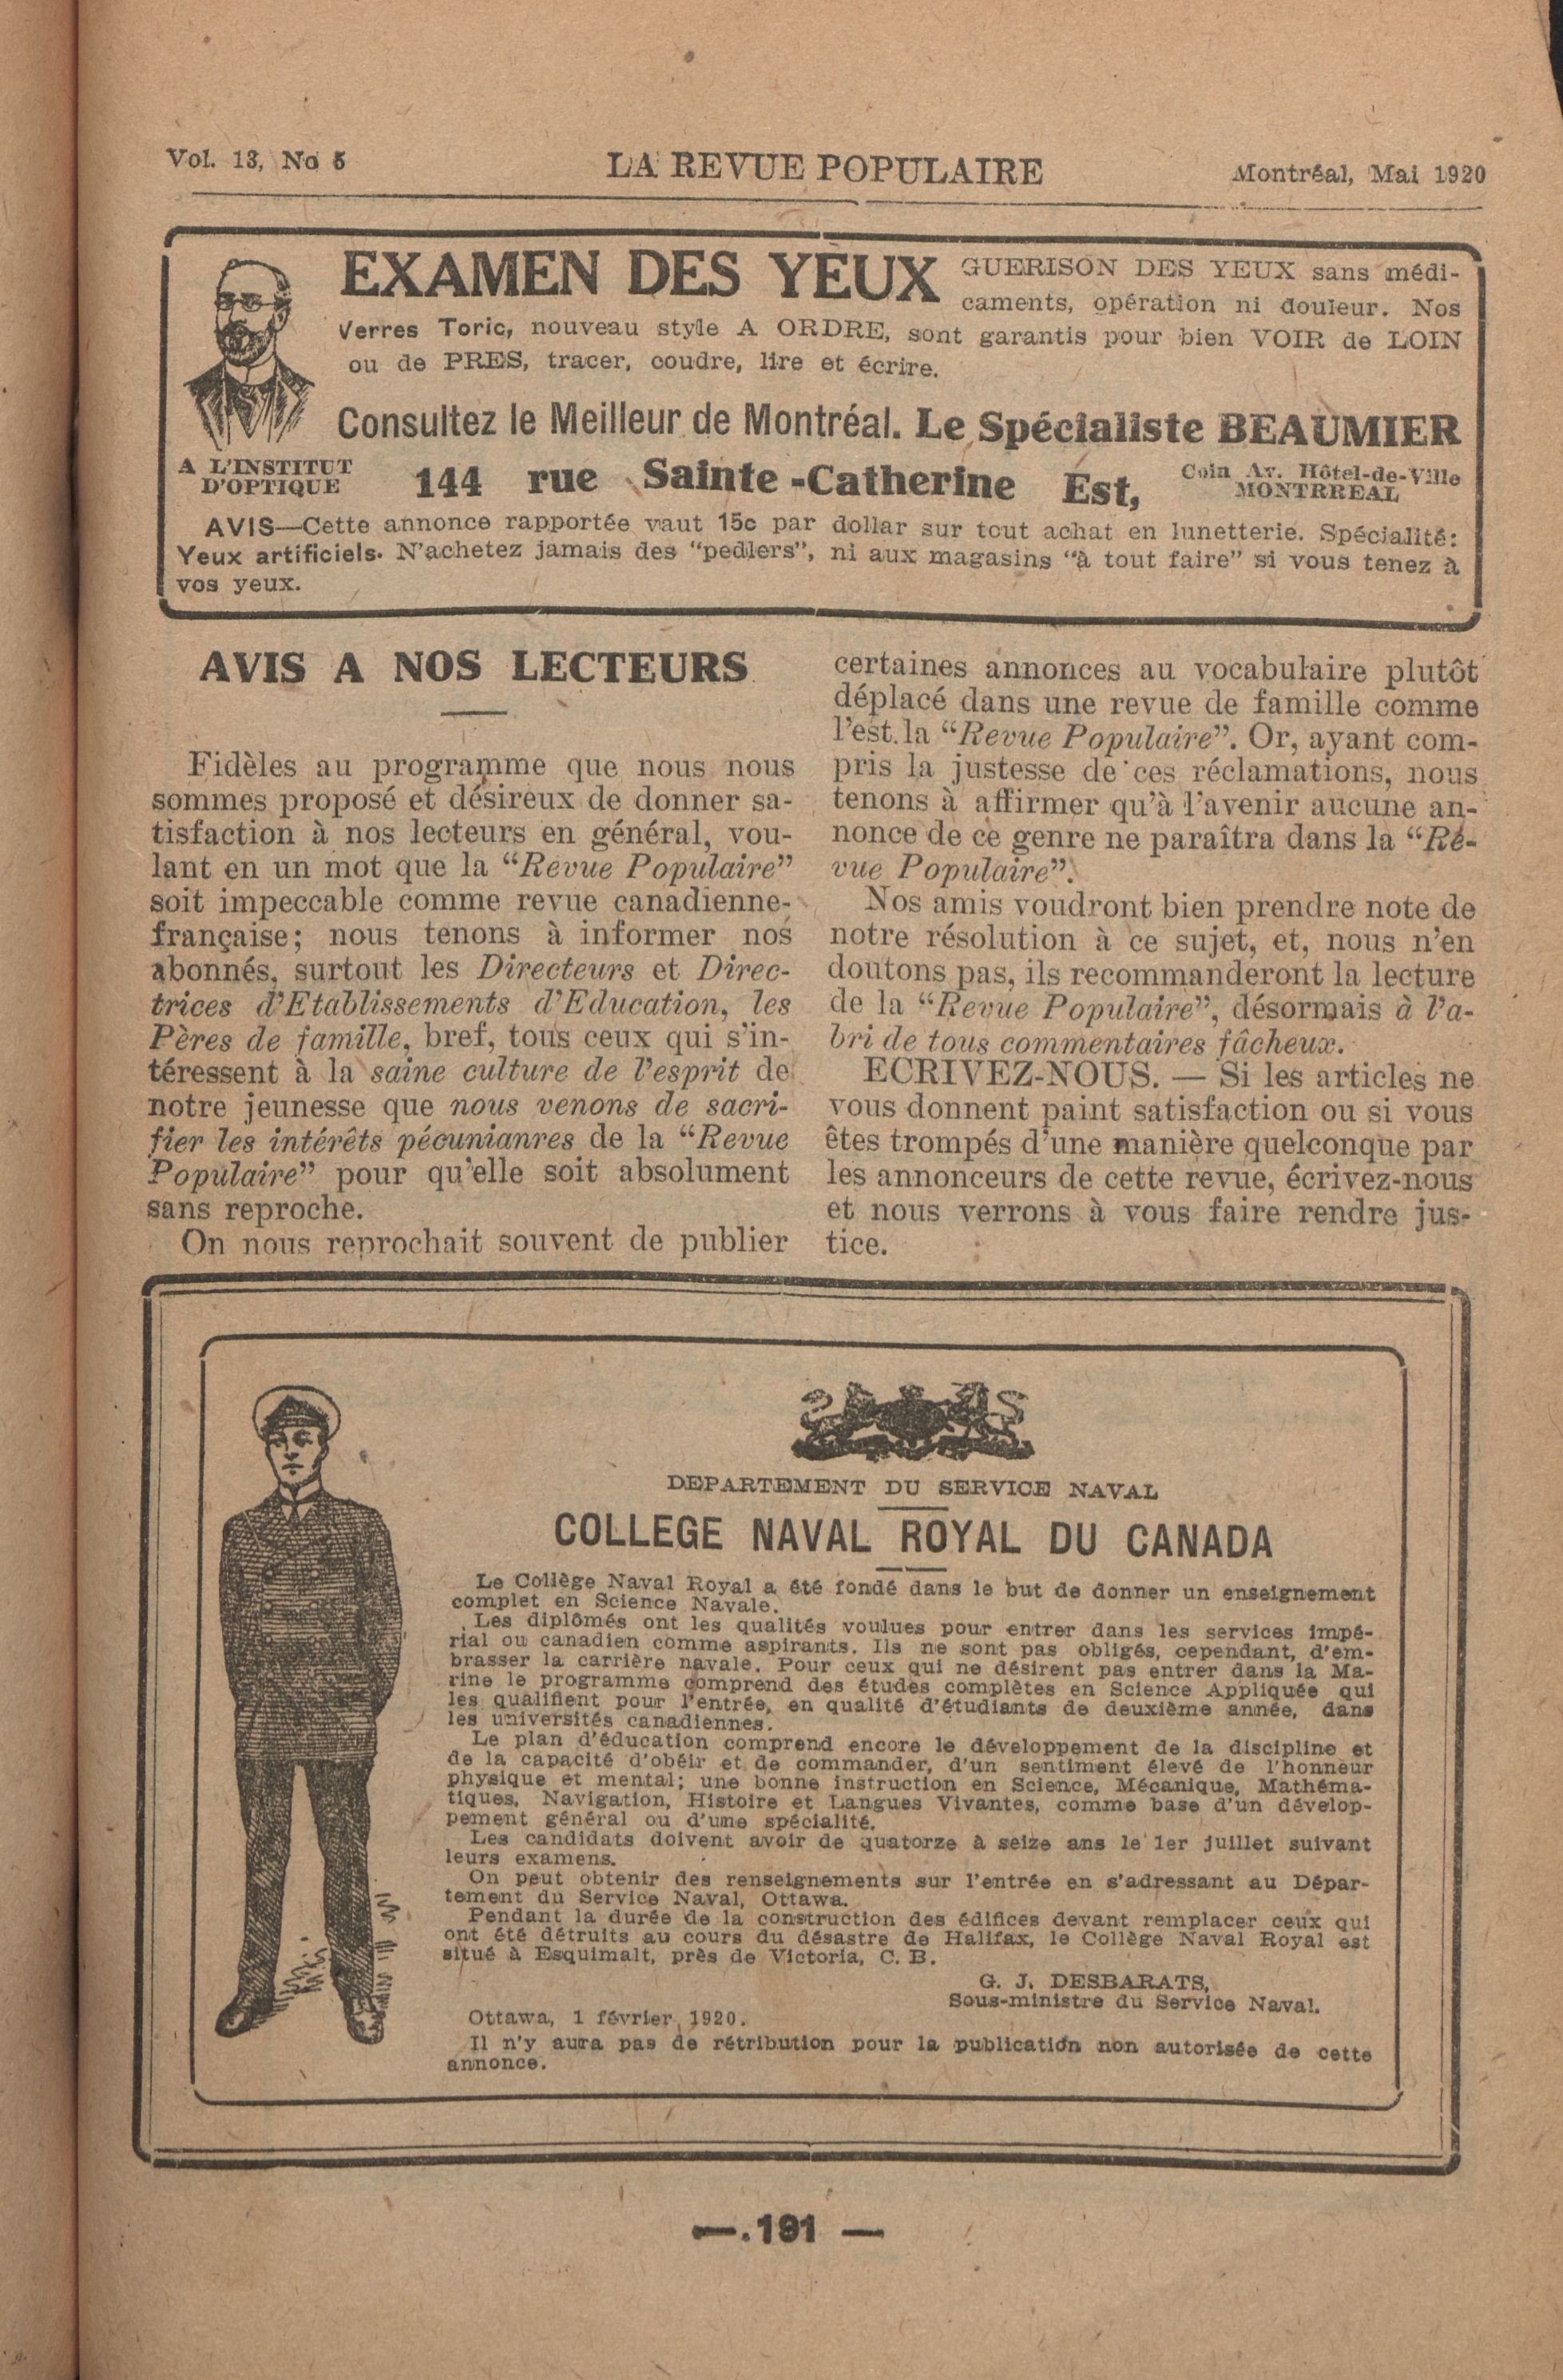 Vol. 13, No 5
LA REVUE POPULAIRE
Montréal, Mai 1920
EXAMEN DES YEUX
GUERISON DES YEUX sans médi-
caments, opération ni douleur. Nos
Verres Toric, nouveau style A ORDRE, sont garantis pour bien VOIR de LOIN
ou de PRES, tracer, coudre, lire et écrire.
Consultez le Meilleur de Montréal. Le Spécialiste BEAUMIER
A L'INSTITUT
D'OPTIQUE
144 rue Sainte-Catherine Est,
Coin Av. Hôtel-de-Ville
MONTRREAL
AVIS—Cette annonce rapportée vaut 15c par dollar sur tout achat en lunetterie. Spécialité:
Yeux artificiels. N'achetez jamais des "pedlers", ni aux magasins "à tout faire" si vous tenez à
vos yeux.
AVIS A NOS LECTEURS
Fidèles au programme que nous nous
sommes proposé et désireux de donner sa-
tisfaction à nos lecteurs en général, vou-
lant en un mot que la "Revue Populaire"
soit impeccable comme revue canadienne-
française; nous tenons à informer nos
abonnés, surtout les Directeurs et Direc-
trices d'Etablissements d'Education, les
Pères de famille, bref, tous ceux qui s'in-
téressent à la saine culture de l'esprit de
notre jeunesse que nous venons de sacri-
fier les intérêts pécunianres de la "Revue
Populaire" pour qu'elle soit absolument
sans reproche.
On nous reprochait souvent de publier
certaines annonces au vocabulaire plutôt
déplacé dans une revue de famille comme
l'est la "Revue Populaire". Or, ayant com-
pris la justesse de ces réclamations, nous
tenons à affirmer qu'à l'avenir aucune an-
nonce de ce genre ne paraîtra dans la "Re-
vue Populaire".
Nos amis voudront bien prendre note de
notre résolution à ce sujet, et, nous n'en
doutons pas, ils recommanderont la lecture
de la "Revue Populaire", désormais à l'a-
bri de tous commentaires fâcheux.
ECRIVEZ-NOUS. — Si les articles ne
vous donnent paint satisfaction ou si vous
êtes trompés d'une manière quelconque par
les annonceurs de cette revue, écrivez-nous
et nous verrons à vous faire rendre jus-
tice.
DEPARTEMENT DU SERVICE NAVAL
COLLEGE NAVAL ROYAL DU CANADA
Le Collège Naval Royal a été fondé dans le but de donner un enseignement
complet en Science Navale.
Les diplômés ont les qualités voulues pour entrer dans les services impé-
rial ou canadien comme aspirants. Ils ne sont pas obligés, cependant, d'em-
brasser la carrière navale. Pour ceux qui ne désirent pas entrer dans la Ma-
rine le programme comprend des études complètes en Science Appliquée qui
les qualifient pour l'entrée, en qualité d'étudiants de deuxième année, dans
les universités canadiennes.
Le plan d'éducation comprend encore le développement de la discipline et
de la capacité d'obéir et de commander, d'un sentiment élevé de l'honneur
physique et mental; une bonne instruction en Science, Mécanique, Mathéma-
tiques, Navigation, Histoire et Langues Vivantes, comme base d'un dévelop-
pement général ou d'une spécialité.
Les candidats doivent avoir de quatorze à seize ans le 1er juillet suivant
leurs examens.
On peut obtenir des renseignements sur l'entrée en s'adressant au Dépar-
tement du Service Naval, Ottawa.
Pendant la durée de la construction des édifices devant remplacer ceux qui
ont été détruits au cours du désastre de Halifax, le Collège Naval Royal est
situé à Esquimalt, près de Victoria, C. B.
G. J. DESBARATS,
Sous-ministre du Service Naval.
Ottawa, 1 février, 1920.
Il n'y aura pas de rétribution pour la publication non autorisée de cette
annonce.
— 191 —